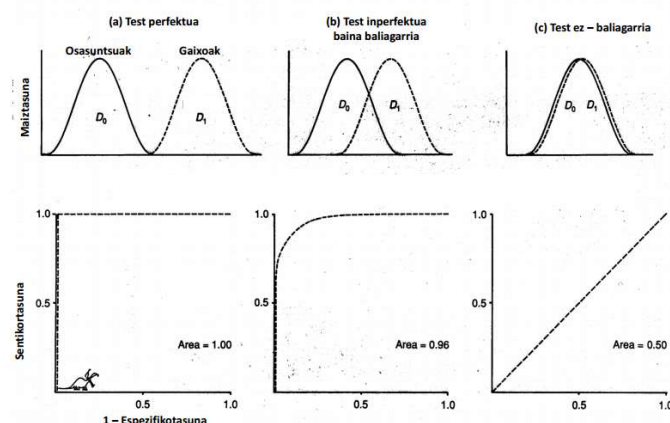 (a) Test perfektua
(b) Test inperfektua
baina baliagarria
(c) Test ez – baliagarria
Osasuntsuak
Gaixoak
Maiztasuna
D0
D1
D0
D1
D0
D1
Sentikortasuna
1.0
0.5
Area = 1.00
0.5
1.0
1 – Espezifikotasuna
1.0
0.5
Area = 0.96
0.5
1.0
1.0
0.5
Area = 0.50
0.5
1.0